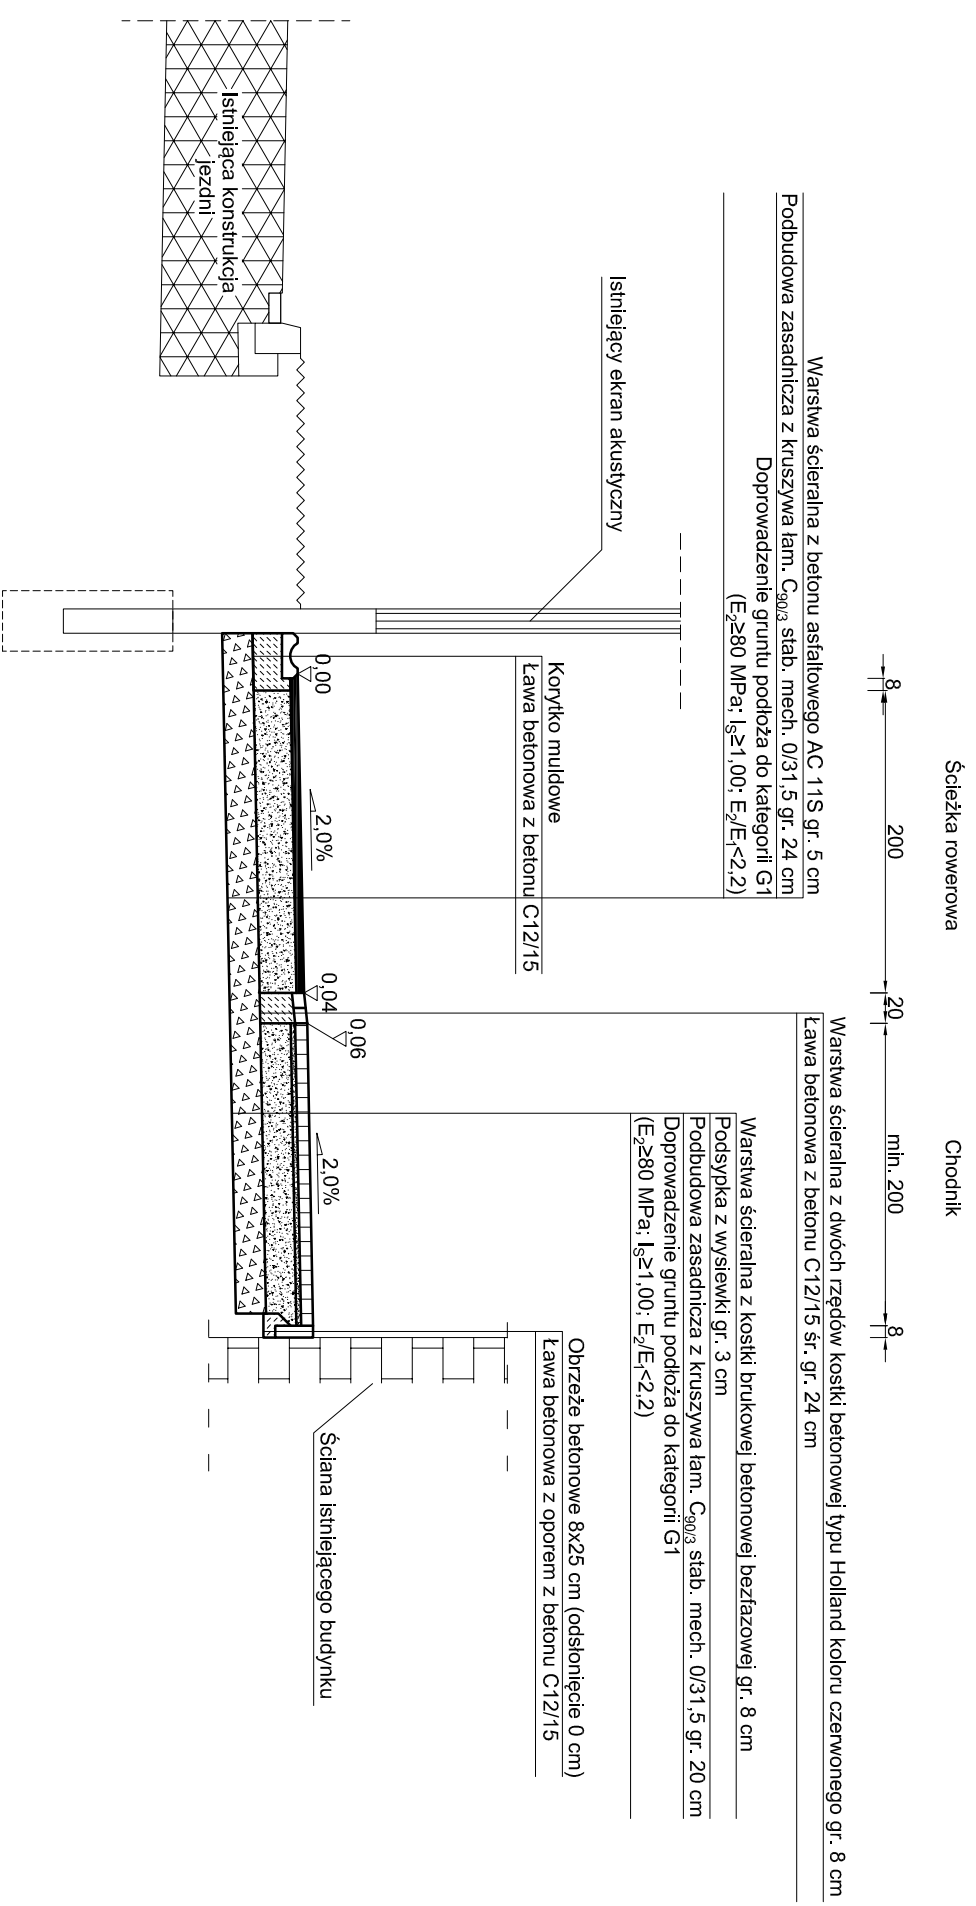 Ścieżka rowerowa
Chodnik
8
200
20
min. 200
8
Warstwa ścieralna z dwóch rzędów kostki betonowej typu Holland koloru czerwonego gr. 8 cm
Ława betonowa z betonu C12/15 śr. gr. 24 cm
Warstwa ścieralna z betonu asfaltowego AC 11S gr. 5 cm
Podbudowa zasadnicza z kruszywa łam. C90/3 stab. mech. 0/31,5 gr. 24 cm
Doprowadzenie gruntu podłoża do kategorii G1
(E2≥80 MPa; IS≥1,00; E2/E1<2,2)
Warstwa ścieralna z kostki brukowej betonowej bezfazowej gr. 8 cm
Podsypka z wysiewki gr. 3 cm
Podbudowa zasadnicza z kruszywa łam. C90/3 stab. mech. 0/31,5 gr. 20 cm
Doprowadzenie gruntu podłoża do kategorii G1
(E2≥80 MPa; IS≥1,00; E2/E1<2,2)
Istniejący ekran akustyczny
Korytko muldowe
Ława betonowa z betonu C12/15
Obrzeże betonowe 8x25 cm (odsłonięcie 0 cm)
Ława betonowa z oporem z betonu C12/15
0,00
2,0%
0,04
0,06
2,0%
Ściana istniejącego budynku
Istniejąca konstrukcja
jezdni